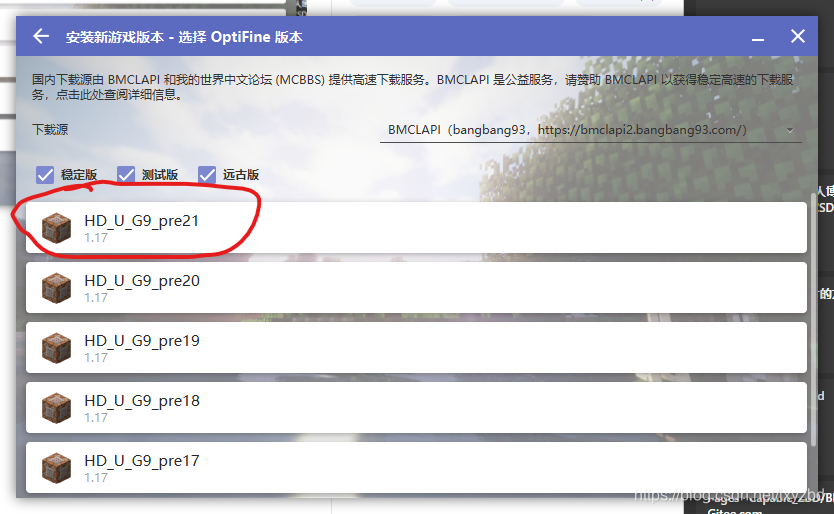 安装新游戏版本 - 选择 OptiFine 版本
国内下载源由 BMCLAPI 和我的世界中文论坛 (MCBBS) 提供高速下载服务。BMCLAPI 是公益服务，请赞助 BMCLAPI 以获得稳定高速的下载服
务，点击此处查阅详细信息。
下载源
BMCLAPI（bangbang93，https://bmclapi2.bangbang93.com/）
稳定版 测试版 远古版
HD_U_G9_pre21
1.17
HD_U_G9_pre20
1.17
HD_U_G9_pre19
1.17
HD_U_G9_pre18
1.17
HD_U_G9_pre17
1.17
Gitee.com